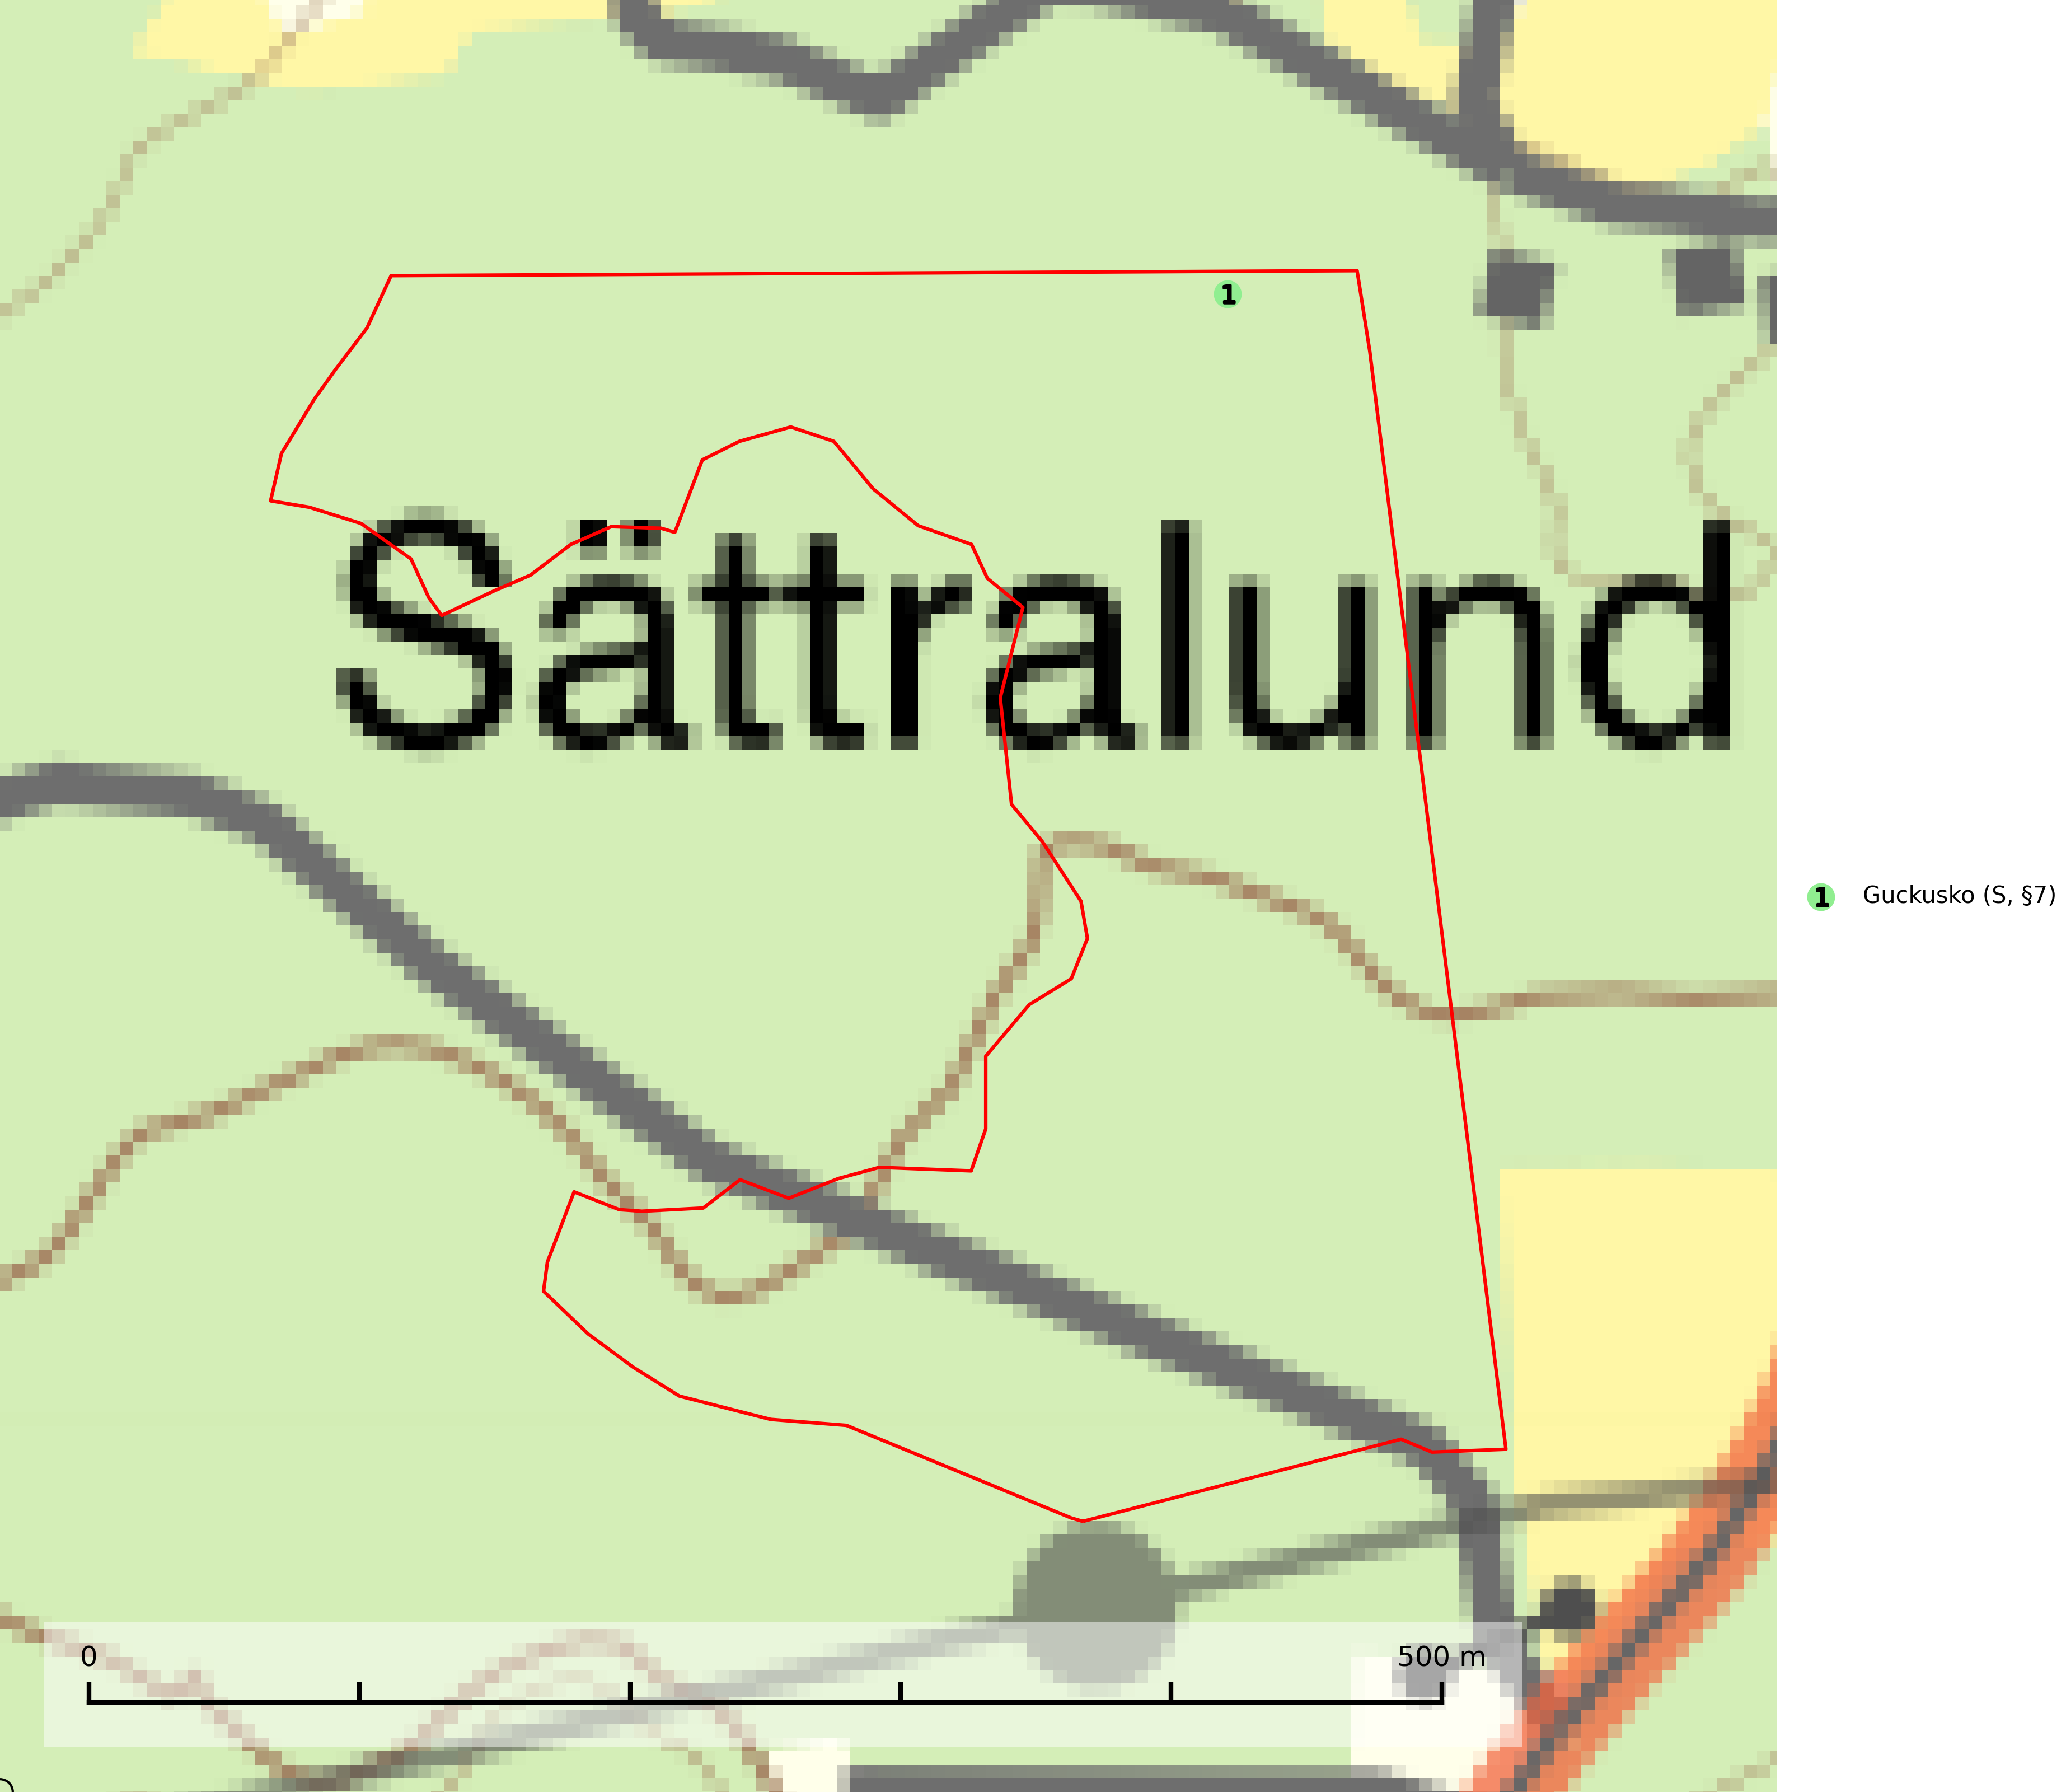 1
Sättralund
1 Guckusko (S, §7)
0 500 m